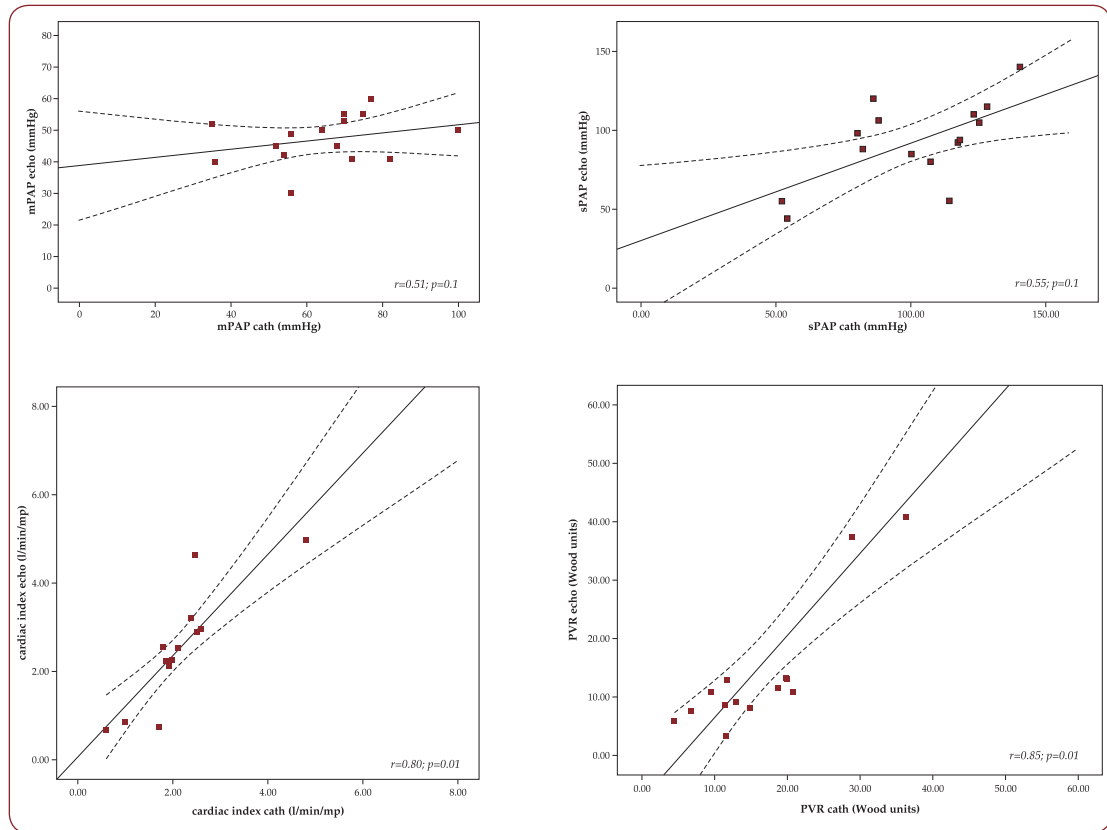 80
70
60
50
40
30
20
10
0
mPAP echo (mmHg)
r=0.51; p=0.1
0 20 40 60 80 100
mPAP cath (mmHg)
150
100
50
0
sPAP echo (mmHg)
r=0.55; p=0.1
0.00 50.00 100.00 150.00
sPAP cath (mmHg)
8.00
6.00
4.00
2.00
0.00
cardiac index echo (l/min/mp)
r=0.80; p=0.01
0.00 2.00 4.00 6.00 8.00
cardiac index cath (l/min/mp)
60.00
50.00
40.00
30.00
20.00
10.00
0.00
PVR echo (Wood units)
r=0.85; p=0.01
0.00 10.00 20.00 30.00 40.00 50.00 60.00
PVR cath (Wood units)